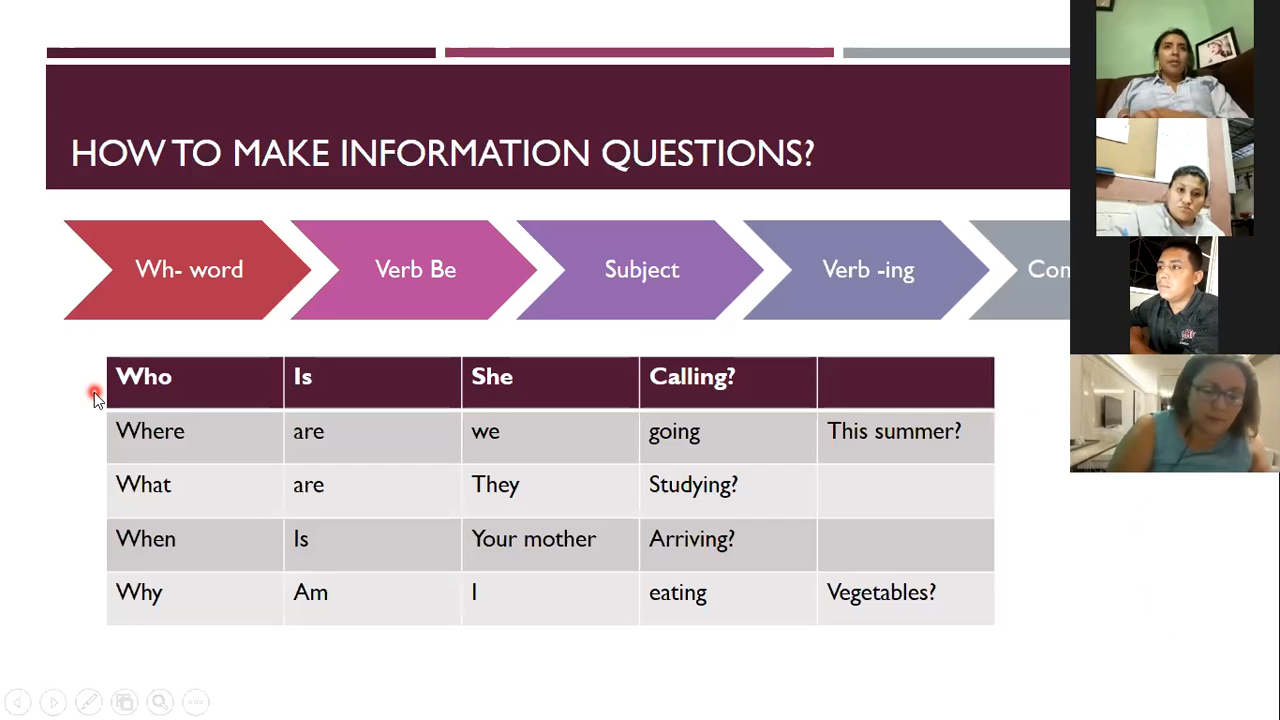 HOW TO MAKE INFORMATION QUESTIONS?
Wh- word Verb Be Subject Verb -ing Con
Who Is She Calling?
Where are we going This summer?
What are They Studying?
When Is Your mother Arriving?
Why Am I eating Vegetables?